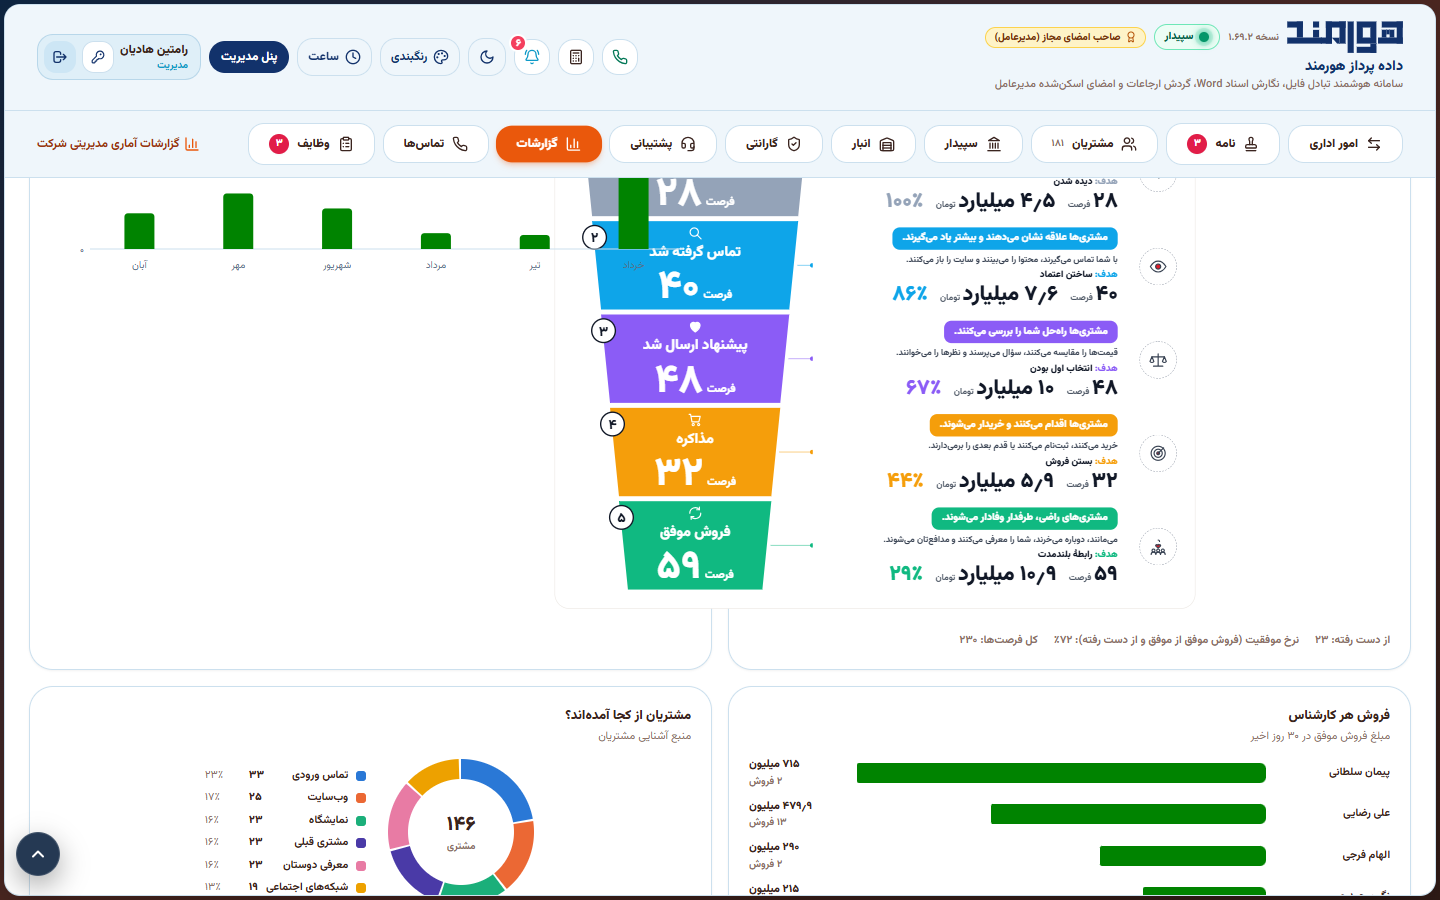 هورمند
نسخه ۱.۶۹.۲
سپیدار
صاحب امضای مجاز (مدیرعامل)
داده پرداز هورمند
سامانه هوشمند تبادل فایل، نگارش اسناد Word، گردش ارجاعات و امضای اسکن‌شده مدیرعامل
۶
رنگبندی
ساعت
پنل مدیریت
رامتین هادیان
مدیریت
امور اداری
نامه ۳
مشتریان ۱۸۱
سپیدار
انبار
گارانتی
پشتیبانی
گزارشات
تماس‌ها
وظایف ۳
گزارشات آماری مدیریتی شرکت
هدف: دیده شدن
۲۸ فرصت ۴٫۵ میلیارد تومان ۱۰۰٪
۲۸ فرصت
مشتری‌ها علاقه نشان می‌دهند و بیشتر یاد می‌گیرند.
با شما تماس می‌گیرند، محتوا را می‌بینند و سایت را باز می‌کنند.
هدف: ساختن اعتماد
۴۰ فرصت ۷٫۶ میلیارد تومان ۸۶٪
۲
تماس گرفته شد
۴۰ فرصت
مشتری‌ها راه‌حل شما را بررسی می‌کنند.
قیمت‌ها را مقایسه می‌کنند، سؤال می‌پرسند و نظرها را می‌خوانند.
هدف: انتخاب اول بودن
۴۸ فرصت ۱۰ میلیارد تومان ۶۷٪
۳
پیشنهاد ارسال شد
۴۸ فرصت
مشتری‌ها اقدام می‌کنند و خریدار می‌شوند.
خرید می‌کنند، ثبت‌نام می‌کنند یا قدم بعدی را برمی‌دارند.
هدف: بستن فروش
۳۲ فرصت ۵٫۹ میلیارد تومان ۴۴٪
۴
مذاکره
۳۲ فرصت
مشتری‌های راضی، طرفدار وفادار می‌شوند.
می‌مانند، دوباره می‌خرند، شما را معرفی می‌کنند و مدافع‌تان می‌شوند.
هدف: رابطهٔ بلندمدت
۵۹ فرصت ۱۰٫۹ میلیارد تومان ۲۹٪
۵
فروش موفق
۵۹ فرصت
از دست رفته: ۲۳ نرخ موفقیت (فروش موفق از موفق و از دست رفته): ۷۲٪ کل فرصت‌ها: ۲۳۰
۰
خرداد
تیر
مرداد
شهریور
مهر
آبان
فروش هر کارشناس
مبلغ فروش موفق در ۳۰ روز اخیر
پیمان سلطانی
۷۱۵ میلیون
۲ فروش
علی رضایی
۴۷۹٫۹ میلیون
۱۳ فروش
الهام فرجی
۲۹۰ میلیون
۲ فروش
۲۱۵ میلیون
مشتریان از کجا آمده‌اند؟
منبع آشنایی مشتریان
۱۴۶
مشتری
تماس ورودی ۳۳ ۲۳٪
وب‌سایت ۲۵ ۱۷٪
نمایشگاه ۲۳ ۱۶٪
مشتری قبلی ۲۳ ۱۶٪
معرفی دوستان ۲۳ ۱۶٪
شبکه‌های اجتماعی ۱۹ ۱۳٪